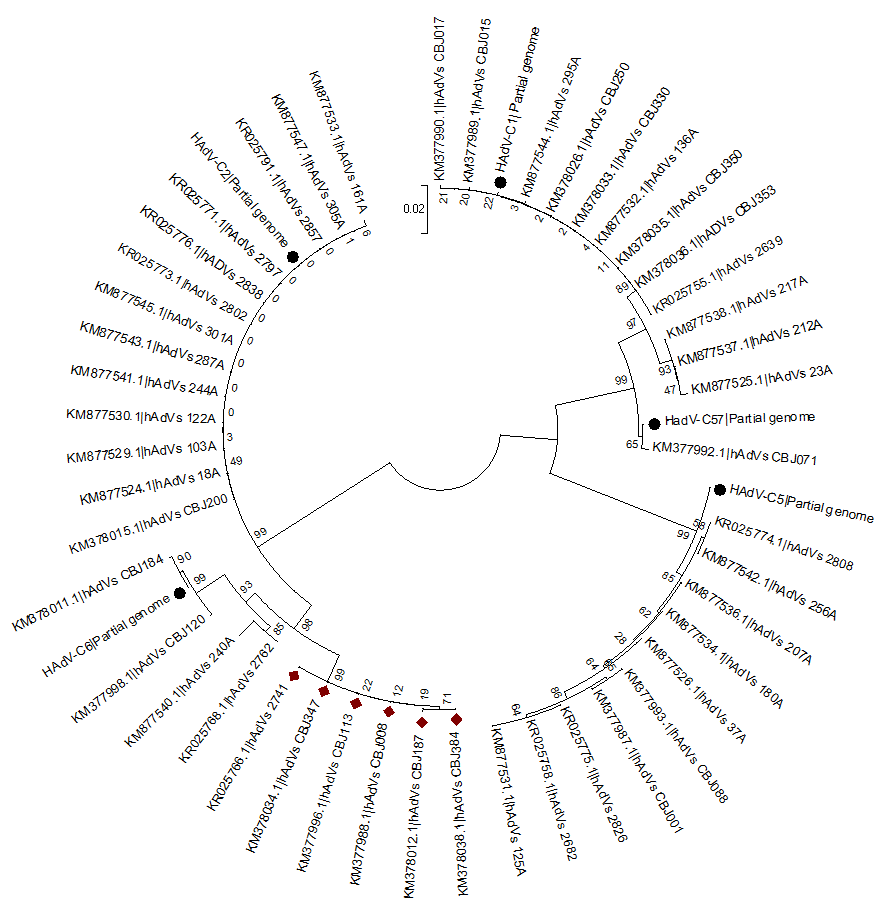 KM377990.1|hAdVs CBJ017
KM377989.1|hAdVs CBJ015
HAdV-C1|Partial genome
KM877544.1|hAdVs 295A
KM378026.1|hAdVs CBJ250
KM378033.1|hAdVs CBJ330
KM877532.1|hAdVs 136A
KM378035.1|hAdVs CBJ350
KM378036.1|hADVs CBJ353
KR025755.1|hAdVs 2639
KM877538.1|hAdVs 217A
KM877537.1|hAdVs 212A
KM877525.1|hAdVs 23A
HadV-C57|Partial genome
KM377992.1|hAdVs CBJ071
HAdV-C5|Partial genome
KR025774.1|hAdVs 2808
KM877542.1|hAdVs 256A
KM877536.1|hAdVs 207A
KM877534.1|hAdVs 180A
KM877526.1|hAdVs 37A
KM377993.1|hAdVs CBJ088
KM377987.1|hAdVs CBJ001
KR025775.1|hAdVs 2826
KR025758.1|hAdVs 2682
KM877531.1|hAdVs 125A
KM378038.1|hAdVs CBJ384
KM378012.1|hAdVs CBJ187
KM377988.1|hAdVs CBJ008
KM377996.1|hAdVs CBJ113
KM378034.1|hAdVs CBJ347
KR025766.1|hAdVs 2741
KR025768.1|hAdVs 2762
KM877540.1|hAdVs 240A
KM377998.1|hAdVs CBJ120
HAdV-C6|Partial genome
KM378011.1|hAdVs CBJ184
KM378015.1|hAdVs CBJ200
KM877524.1|hAdVs 18A
KM877529.1|hAdVs 103A
KM877530.1|hAdVs 122A
KM877541.1|hAdVs 244A
KM877543.1|hAdVs 287A
KM877545.1|hAdVs 301A
KR025773.1|hAdVs 2802
KR025776.1|hADVs 2838
KR025771.1|hAdVs 2797
HAdV-C2|Partial genome
KR025791.1|hAdVs 2857
KM877547.1|hAdVs 305A
KM877533.1|hAdVs 161A
0.02
21
20
22
3
2
2
4
11
89
97
93
47
99
65
58
99
85
62
28
64
86
64
71
19
12
22
99
98
85
93
99
90
99
49
3
0
0
0
0
0
0
0
0
0
1
6